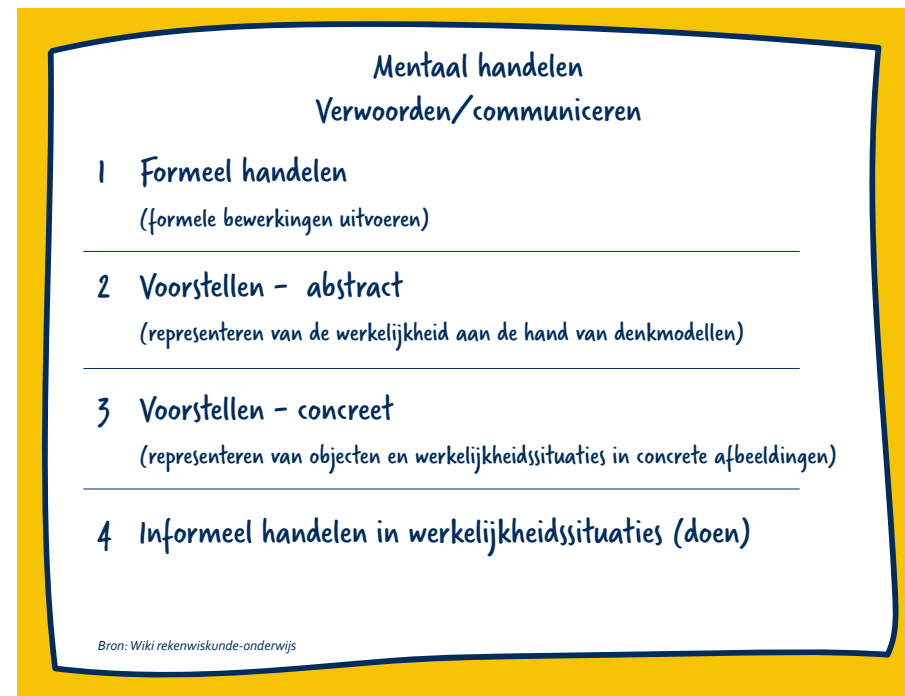 Mentaal handelen
Verwoorden/communiceren
1 Formeel handelen
(formele bewerkingen uitvoeren)
2 Voorstellen - abstract
(representeren van de werkelijkheid aan de hand van denkmodellen)
3 Voorstellen - concreet
(representeren van objecten en werkelijkheidssituaties in concrete afbeeldingen)
4 Informeel handelen in werkelijkheidssituaties (doen)
Bron: Wiki rekenwiskunde-onderwijs